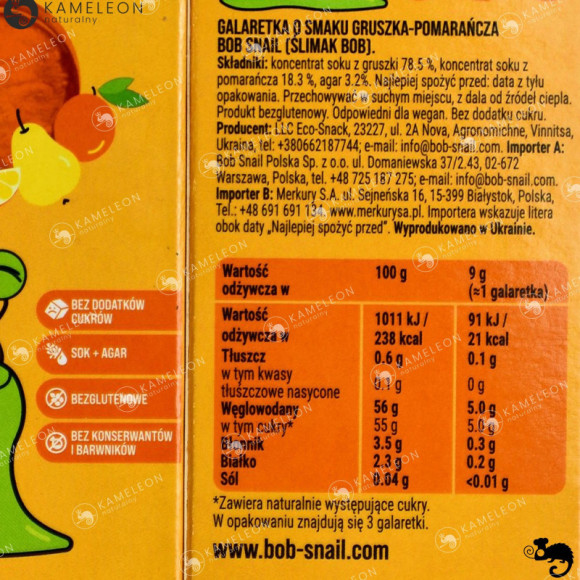 KAMELEON
naturalny
GALARETKA O SMAKU GRUSZKA-POMARAŃCZA
BOB SNAIL (ŚLIMAK BOB).
Składniki: koncentrat soku z gruszki 78.5 %, koncentrat soku z
pomarańcza 18.3 %, agar 3.2%. Najlepiej spożyć przed: data z tyłu
opakowania. Przechowywać w suchym miejscu, z dala od źródeł ciepła.
Produkt bezglutenowy. Odpowiedni dla wegan. Bez dodatku cukru.
Producent: LLC Eco-Snack, 23227, ul. 2A Nova, Agronomichne, Vinnitsa,
Ukraina, tel: +380662187744; e-mail: info@bob-snail.com. Importer A:
Bob Snail Polska Sp. z o.o. ul. Domaniewska 37/2.43, 02-672
Warszawa, Polska, tel. +48 725 187 275; e-mail: info@bob-snail.com.
Importer B: Merkury S.A. ul. Sejneńska 16, 15-399 Białystok, Polska,
Tel.: +48 691 691 134, www.merkurysa.pl. Importera wskazuje litera
obok daty „Najlepiej spożyć przed”. Wyprodukowano w Ukrainie.
Wartość odżywcza w 100 g 9 g (≈1 galaretka)
Wartość odżywcza w 1011 kJ / 238 kcal 91 kJ / 21 kcal
Tłuszcz 0.6 g 0.1 g
w tym kwasy tłuszczowe nasycone 0.1 g 0 g
Węglowodany 56 g 5.0 g
w tym cukry* 55 g 5.0 g
Błonnik 3.5 g 0.3 g
Białko 2.3 g 0.2 g
Sól 0.04 g <0.01 g
*Zawiera naturalnie występujące cukry.
W opakowaniu znajdują się 3 galaretki.
www.bob-snail.com
BEZ DODATKÓW
CUKRÓW
SOK + AGAR
BEZGLUTENOWE
BEZ KONSERWANTÓW
I BARWNIKÓW